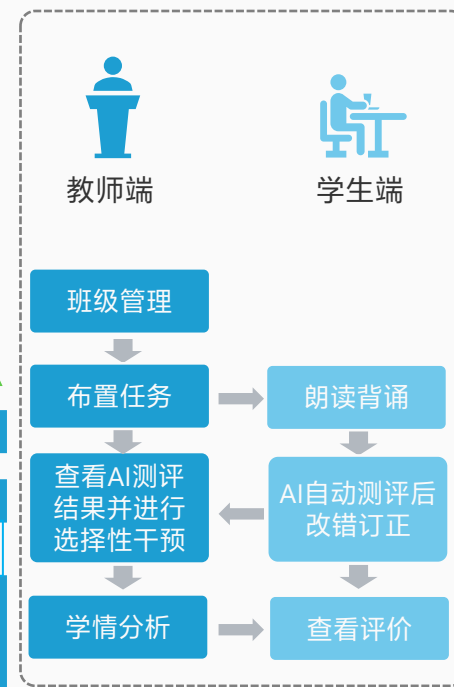 教师端
学生端
班级管理
布置任务
朗读背诵
查看AI测评
结果并进行
选择性干预
AI自动测评后
改错订正
学情分析
查看评价